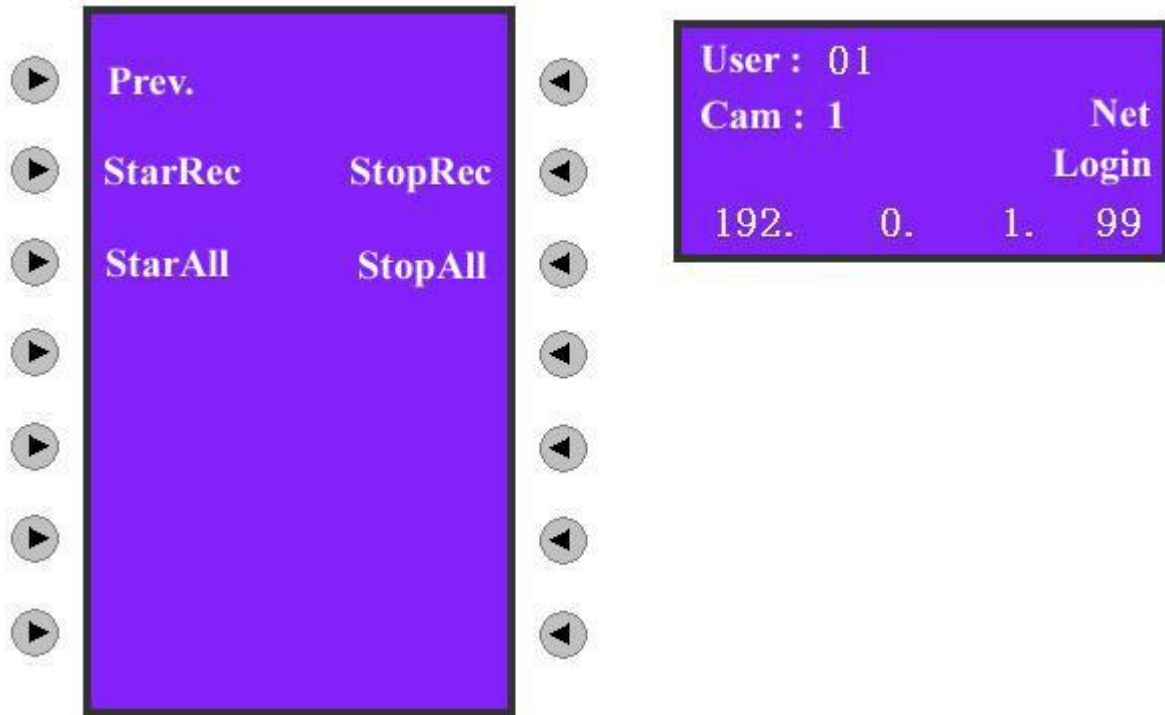 Prev.
StarRec StopRec
StarAll StopAll
User : 01
Cam : 1 Net
Login
192. 0. 1. 99